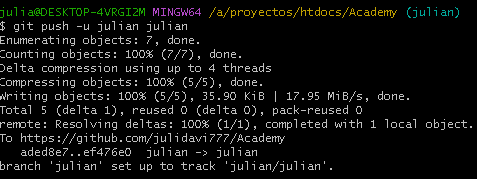 julia@DESKTOP-4VRGI2M MINGW64 /a/proyectos/htdocs/Academy (julian)
$ git push -u julian julian
Enumerating objects: 7, done.
Counting objects: 100% (7/7), done.
Delta compression using up to 4 threads
Compressing objects: 100% (5/5), done.
Writing objects: 100% (5/5), 35.90 KiB | 17.95 MiB/s, done.
Total 5 (delta 1), reused 0 (delta 0), pack-reused 0
remote: Resolving deltas: 100% (1/1), completed with 1 local object.
To https://github.com/julidavi777/Academy
   aded8e7..ef476e0  julian -> julian
branch 'julian' set up to track 'julian/julian'.